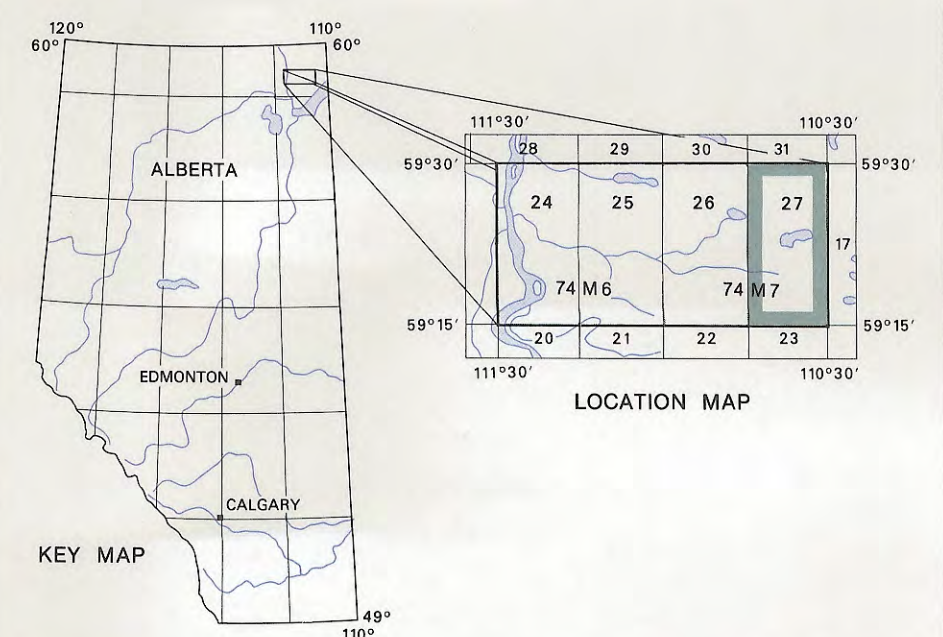 120°
60°
110°
60°
ALBERTA
EDMONTON
CALGARY
KEY MAP
49°
110°
111°30'
110°30'
28 29 30 31
59°30'
59°30'
24 25 26 27
17
74 M 6 74 M 7
59°15'
59°15'
20 21 22 23
111°30'
110°30'
LOCATION MAP